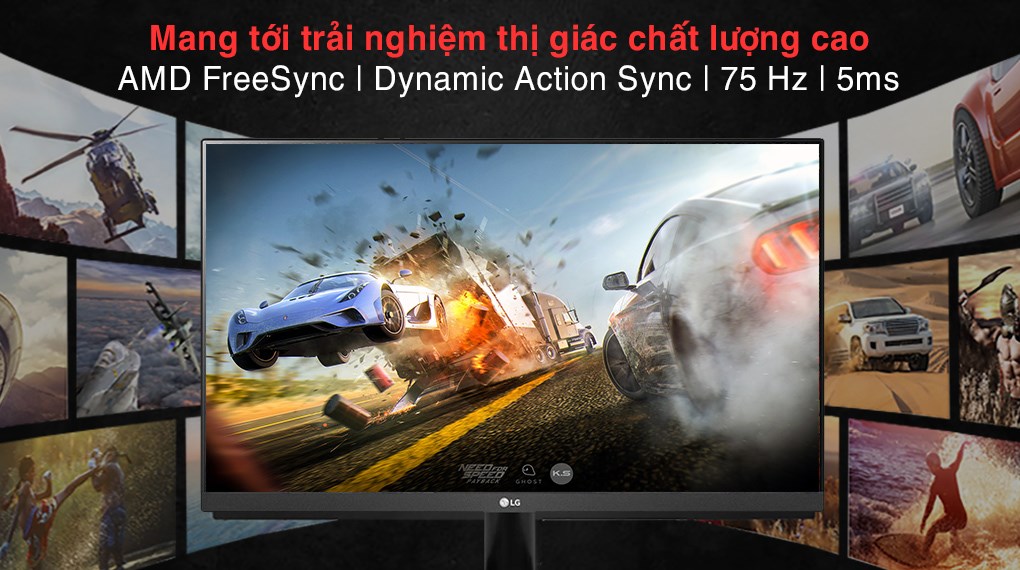 Mang tới trải nghiệm thị giác chất lượng cao
AMD FreeSync | Dynamic Action Sync | 75 Hz | 5ms
NEED FOR
SPEED
PAYBACK
GHOST
K.S
LG